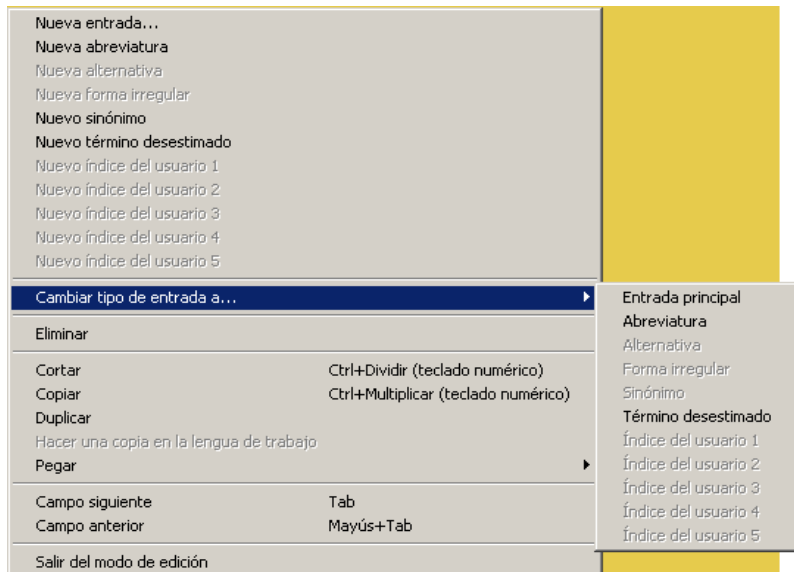 Nueva entrada...
Nueva abreviatura
Nueva alternativa
Nueva forma irregular
Nuevo sinónimo
Nuevo término desestimado
Nuevo índice del usuario 1
Nuevo índice del usuario 2
Nuevo índice del usuario 3
Nuevo índice del usuario 4
Nuevo índice del usuario 5
Cambiar tipo de entrada a...
Eliminar
Cortar Ctrl+Dividir (teclado numérico)
Copiar Ctrl+Multiplicar (teclado numérico)
Duplicar
Hacer una copia en la lengua de trabajo
Pegar
Campo siguiente Tab
Campo anterior Mayús+Tab
Salir del modo de edición
Entrada principal
Abreviatura
Alternativa
Forma irregular
Sinónimo
Término desestimado
Índice del usuario 1
Índice del usuario 2
Índice del usuario 3
Índice del usuario 4
Índice del usuario 5